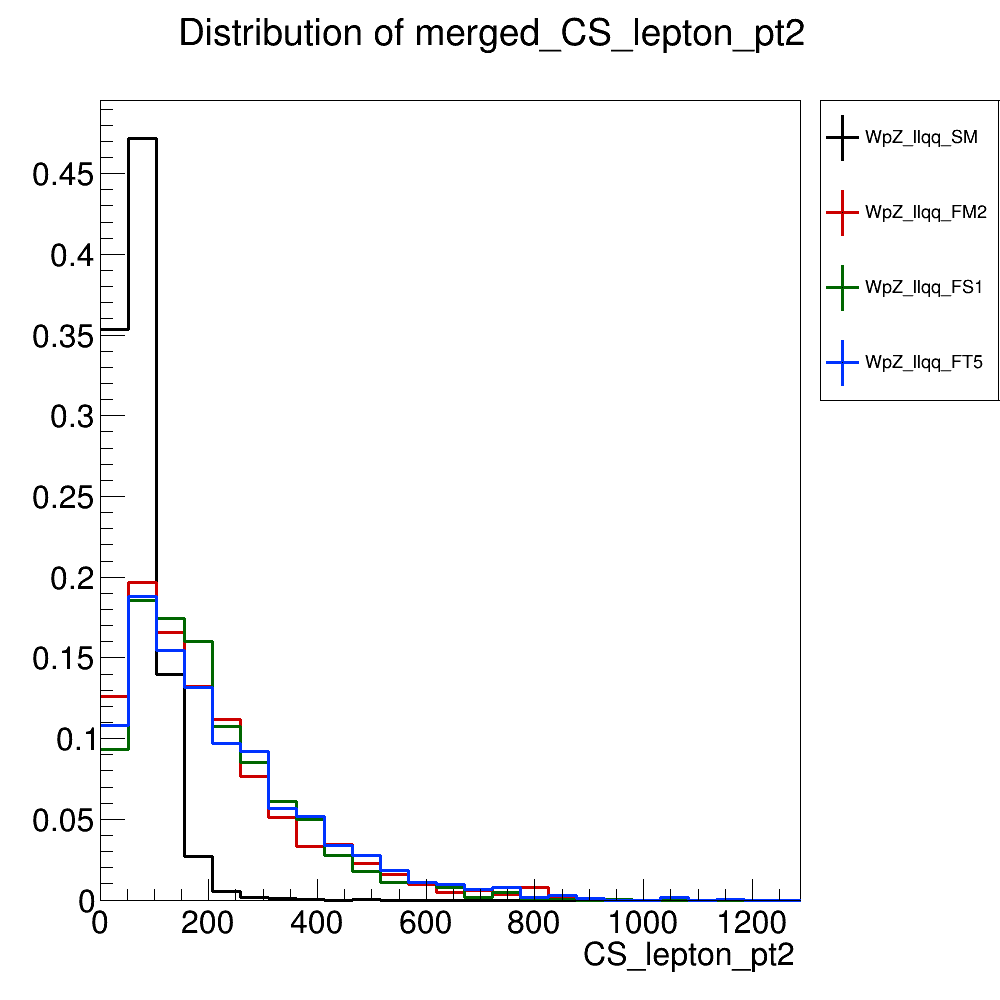 Distribution of merged_CS_lepton_pt2
WpZ_llqq_SM
WpZ_llqq_FM2
WpZ_llqq_FS1
WpZ_llqq_FT5
0.45
0.4
0.35
0.3
0.25
0.2
0.15
0.1
0.05
0
0 200 400 600 800 1000 1200
CS_lepton_pt2